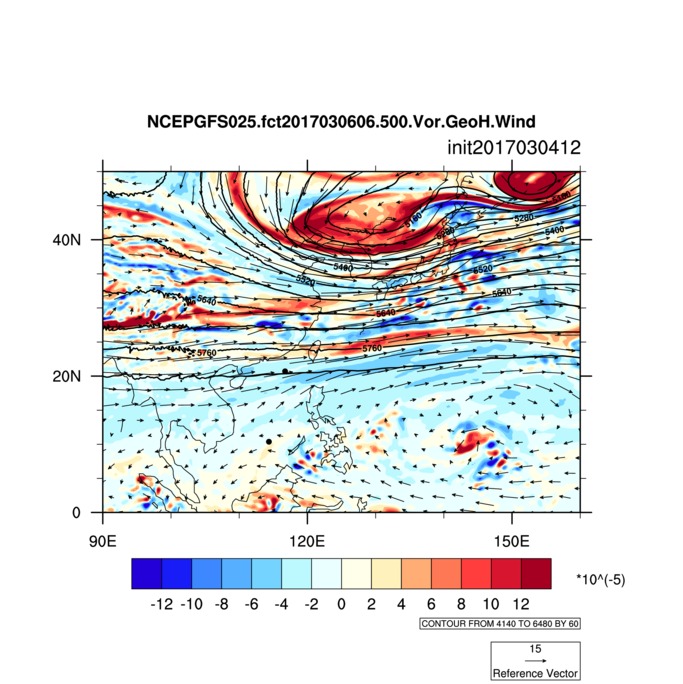 NCEPGFS025.fct2017030606.500.Vor.GeoH.Wind
init2017030412
5180
5280
5400
5280
5460
5520
5520
5640
5640
5640
5760
5760
40N
20N
0
90E 120E 150E
-12 -10 -8 -6 -4 -2 0 2 4 6 8 10 12
*10^(-5)
CONTOUR FROM 4140 TO 6480 BY 60
15
Reference Vector